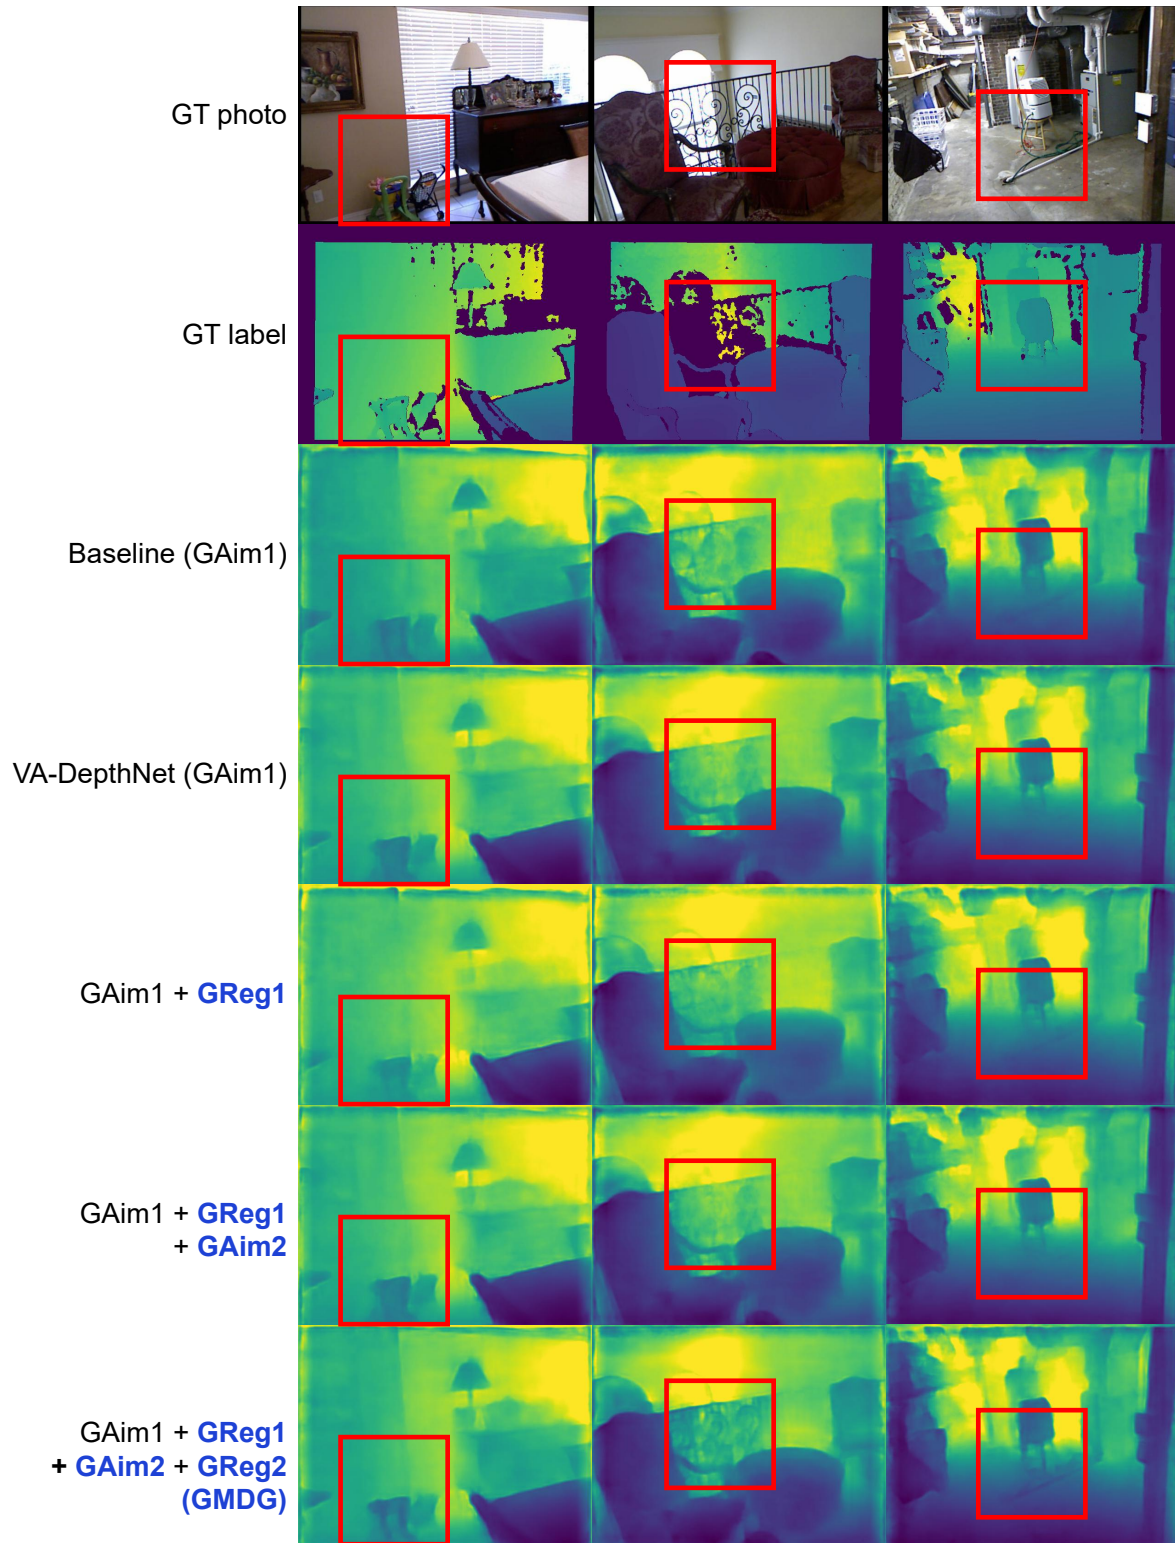 GT photo
GT label
Baseline (GAim1)
VA-DepthNet (GAim1)
GAim1 + GReg1
GAim1 + GReg1
+ GAim2
GAim1 + GReg1
+ GAim2 + GReg2
(GMDG)